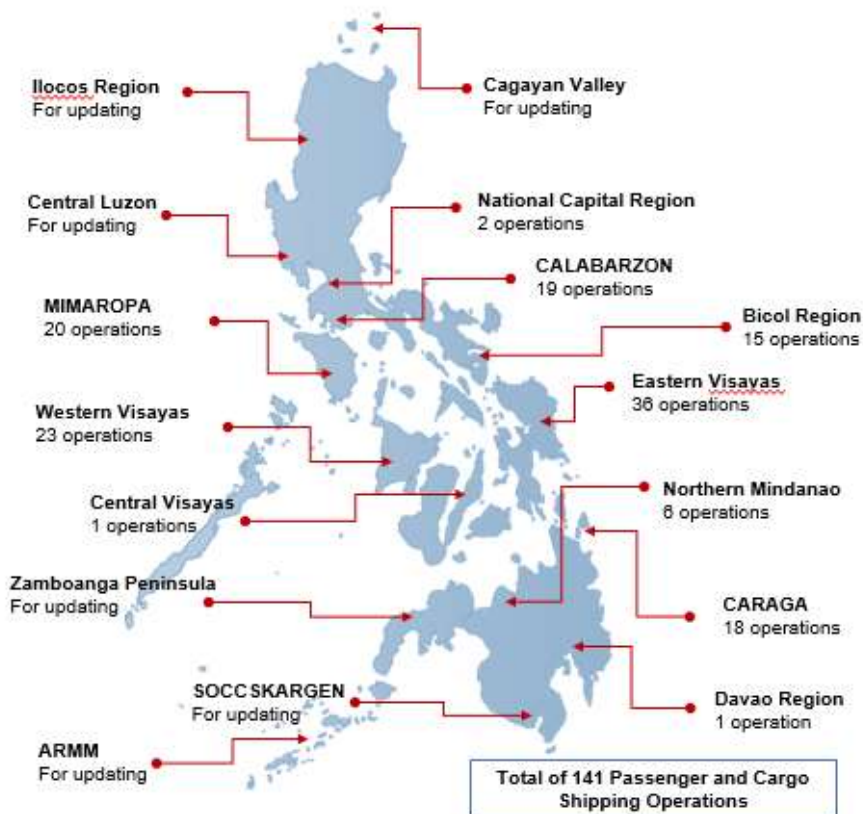 Ilocos Region
For updating
Cagayan Valley
For updating
Central Luzon
For updating
National Capital Region
2 operations
CALABARZON
19 operations
MIMAROPA
20 operations
Bicol Region
15 operations
Eastern Visayas
36 operations
Western Visayas
23 operations
Northern Mindanao
6 operations
Central Visayas
1 operations
Zamboanga Peninsula
For updating
CARAGA
18 operations
SOCCSKARGEN
For updating
Davao Region
1 operation
ARMM
For updating
Total of 141 Passenger and Cargo
Shipping Operations